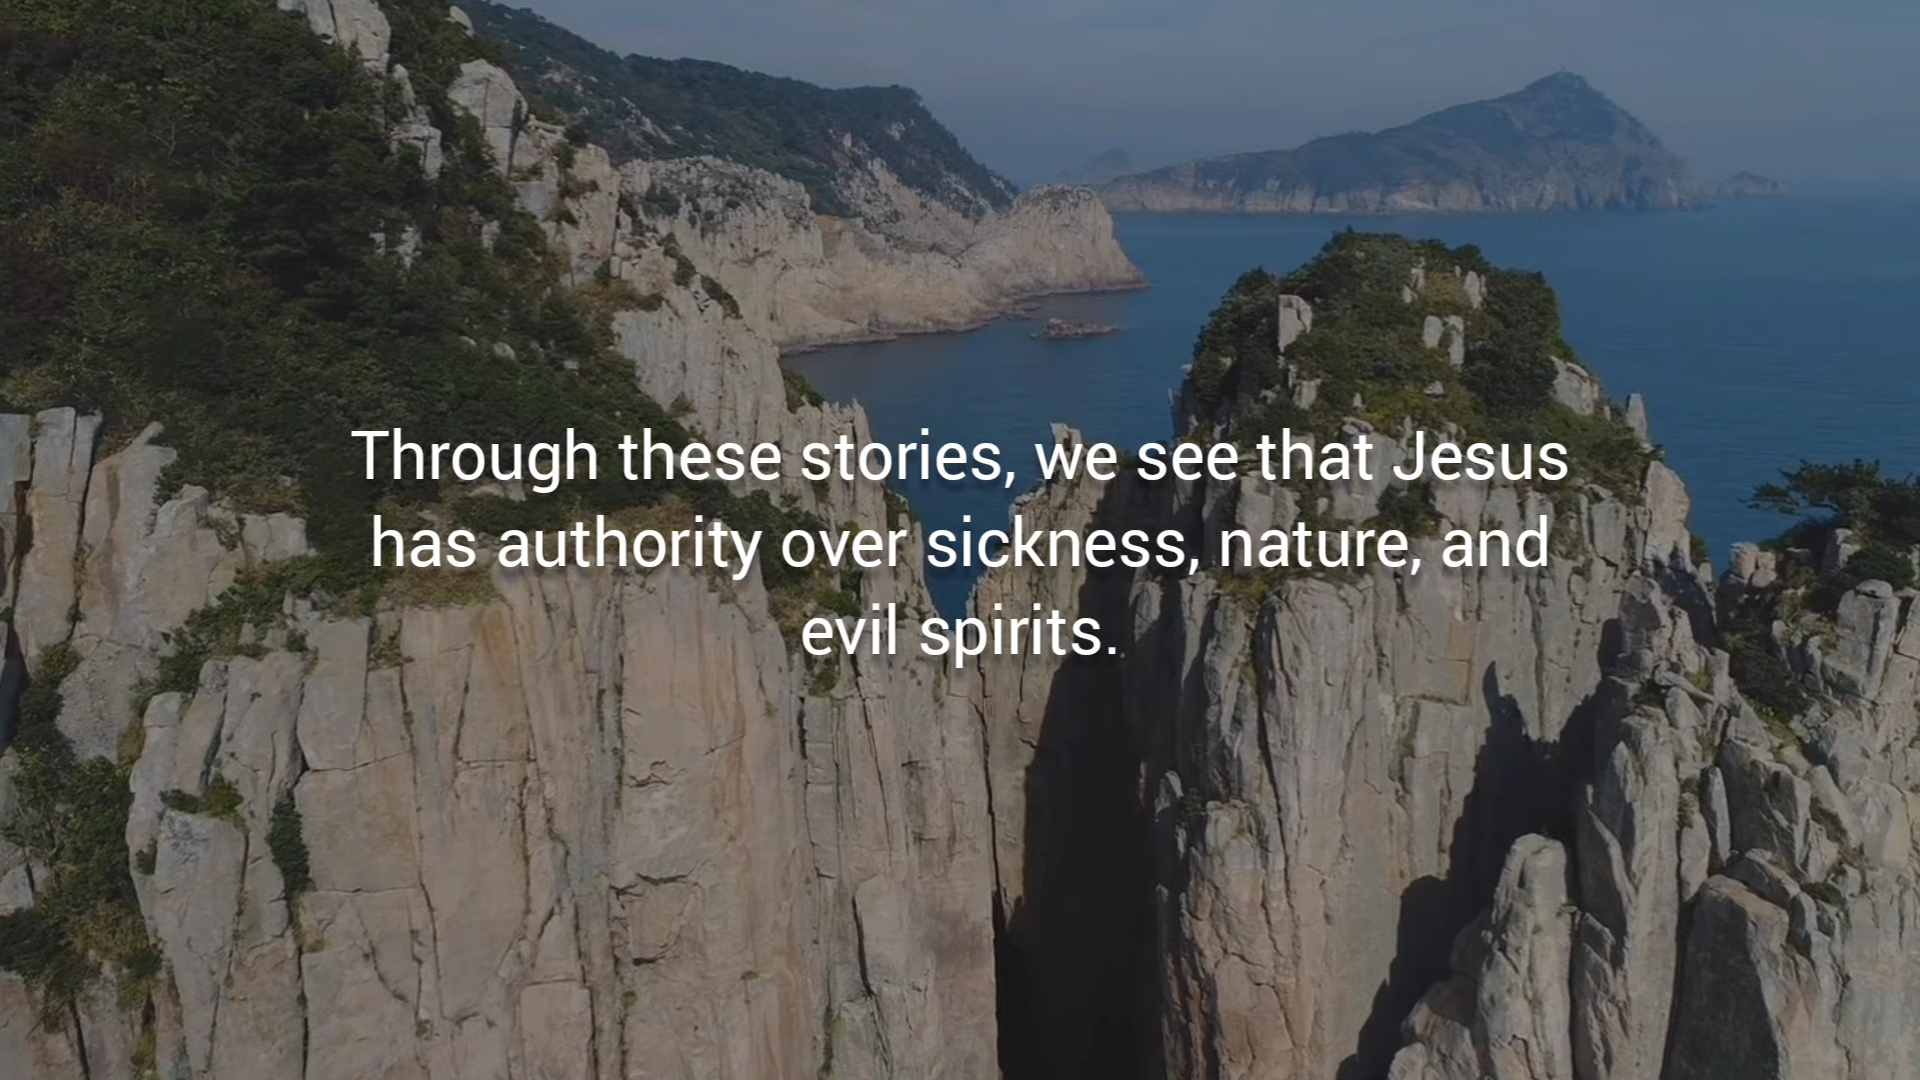 Through these stories, we see that Jesus
has authority over sickness, nature, and
evil spirits.